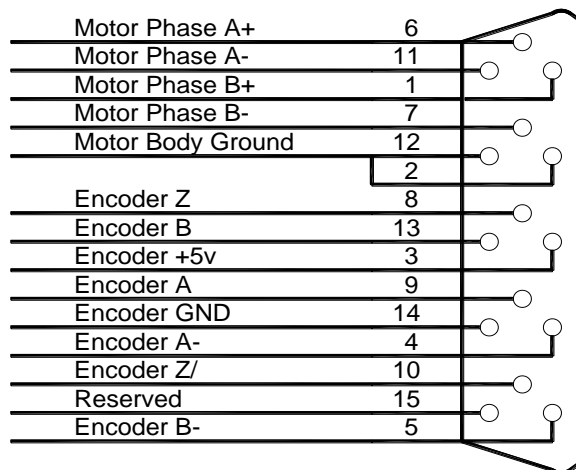 Motor Phase A+ 6
Motor Phase A- 11
Motor Phase B+ 1
Motor Phase B- 7
Motor Body Ground 12
2
Encoder Z 8
Encoder B 13
Encoder +5v 3
Encoder A 9
Encoder GND 14
Encoder A- 4
Encoder Z/ 10
Reserved 15
Encoder B- 5